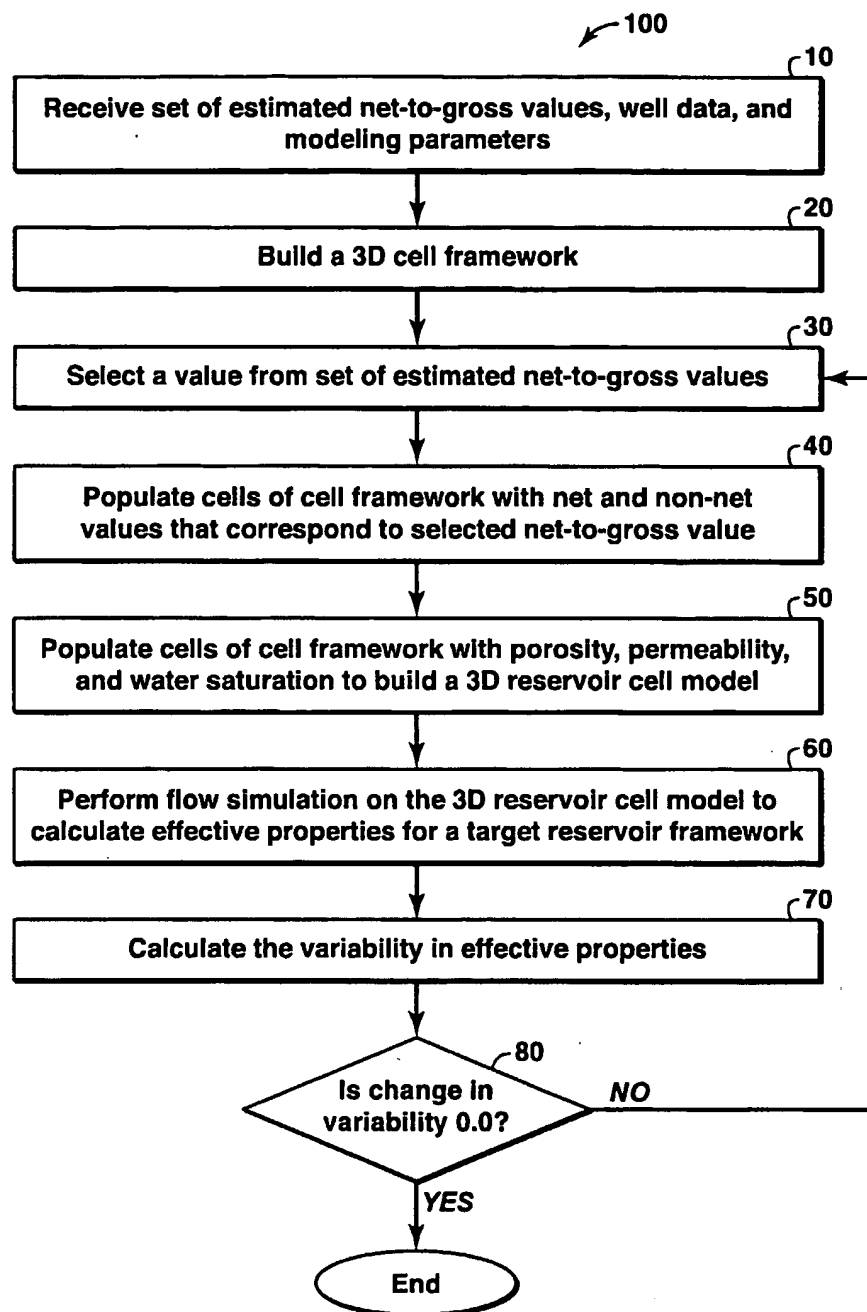 100
10
Receive set of estimated net-to-gross values, well data, and
modeling parameters
20
Build a 3D cell framework
30
Select a value from set of estimated net-to-gross values
40
Populate cells of cell framework with net and non-net
values that correspond to selected net-to-gross value
50
Populate cells of cell framework with porosity, permeability,
and water saturation to build a 3D reservoir cell model
60
Perform flow simulation on the 3D reservoir cell model to
calculate effective properties for a target reservoir framework
70
Calculate the variability in effective properties
80
Is change in
variability 0.0?
NO
YES
End